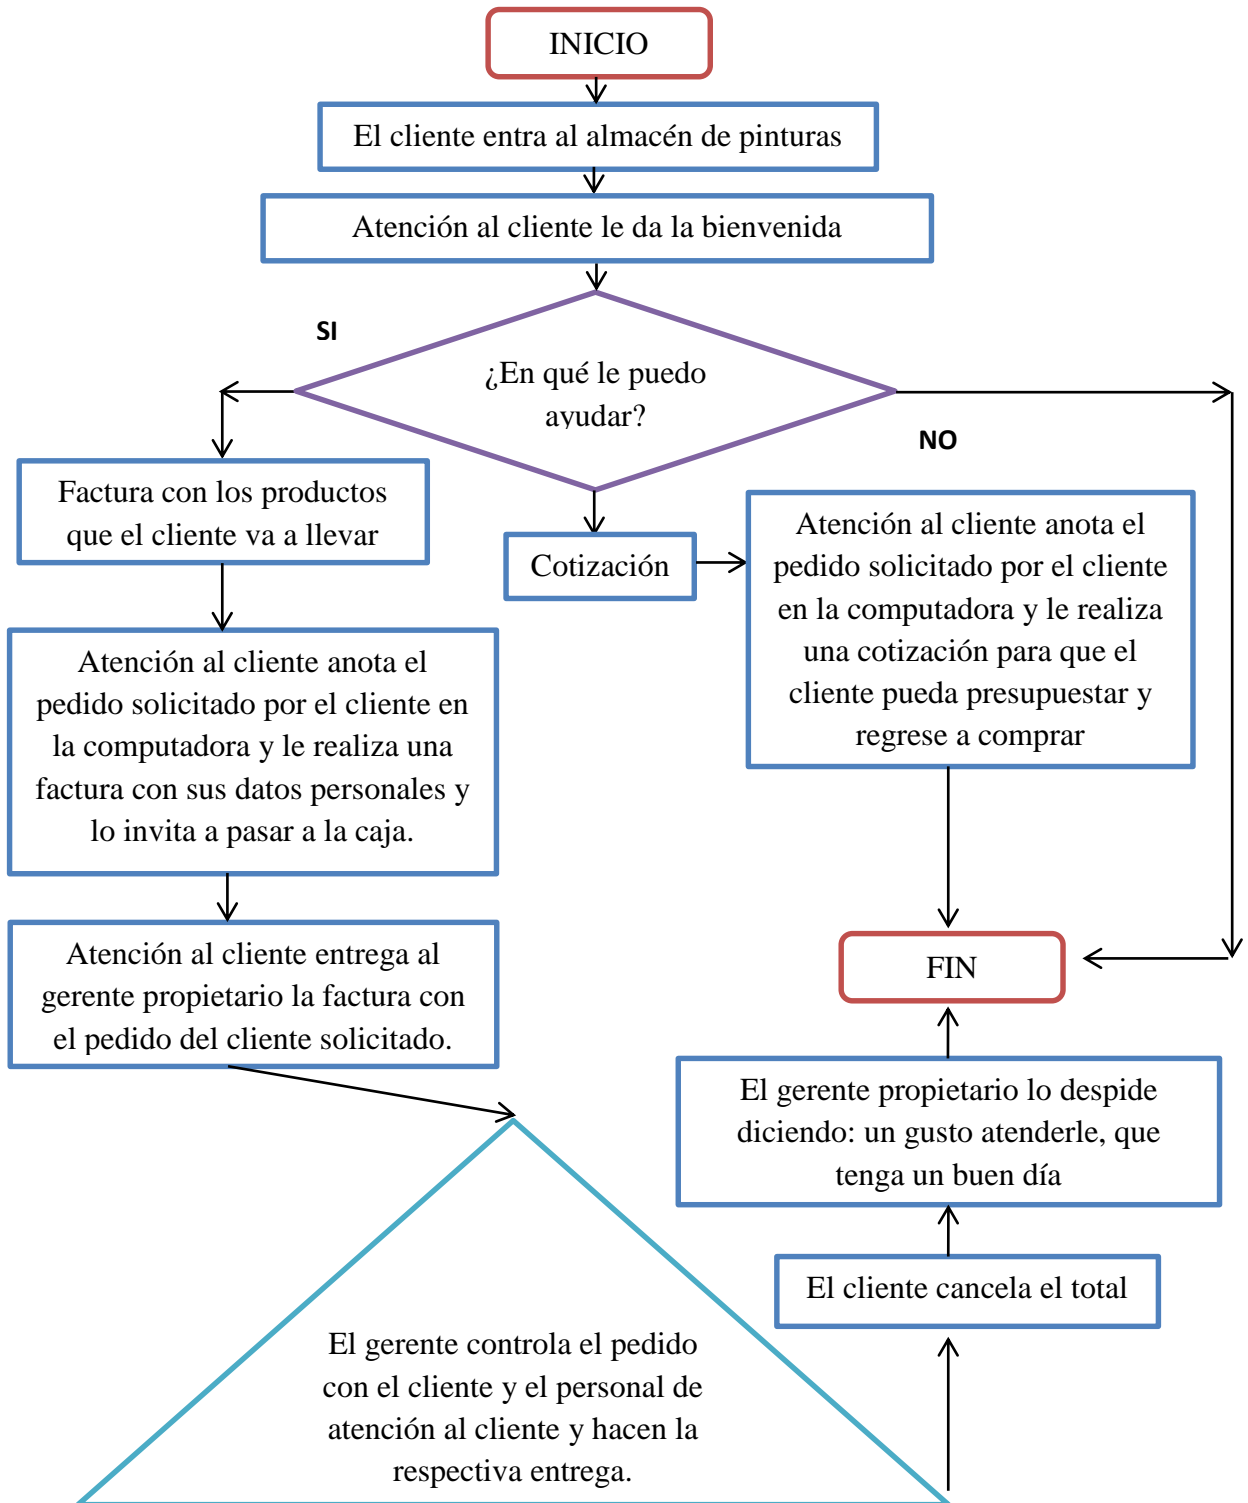 INICIO
El cliente entra al almacén de pinturas
Atención al cliente le da la bienvenida
SI
¿En qué le puedo
ayudar?
NO
Factura con los productos
que el cliente va a llevar
Cotización
Atención al cliente anota el
pedido solicitado por el cliente
en la computadora y le realiza
una cotización para que el
cliente pueda presupuestar y
regrese a comprar
Atención al cliente anota el
pedido solicitado por el cliente en
la computadora y le realiza una
factura con sus datos personales y
lo invita a pasar a la caja.
Atención al cliente entrega al
gerente propietario la factura con
el pedido del cliente solicitado.
FIN
El gerente propietario lo despide
diciendo: un gusto atenderle, que
tenga un buen día
El cliente cancela el total
El gerente controla el pedido
con el cliente y el personal de
atención al cliente y hacen la
respectiva entrega.